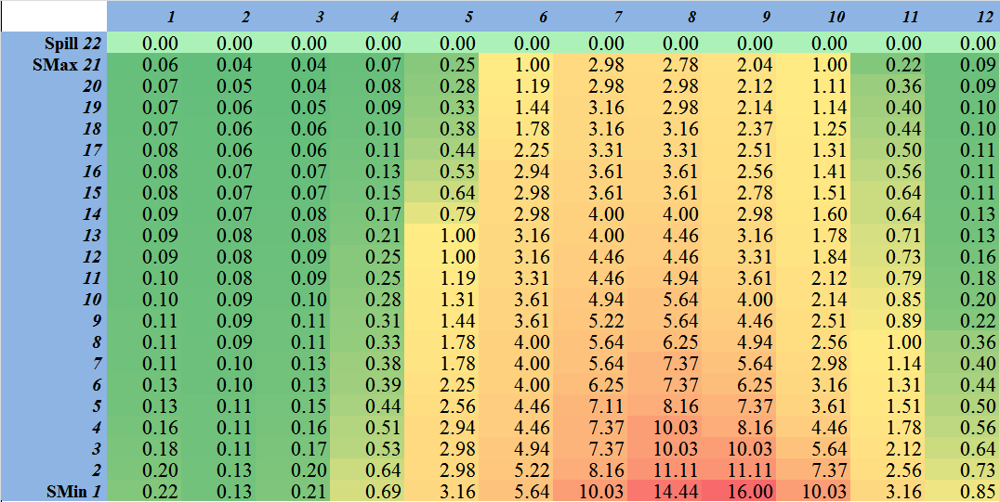 1 2 3 4 5 6 7 8 9 10 11 12
Spill 22 0.00 0.00 0.00 0.00 0.00 0.00 0.00 0.00 0.00 0.00 0.00 0.00
SMax 21 0.06 0.04 0.04 0.07 0.25 1.00 2.98 2.78 2.04 1.00 0.22 0.09
20 0.07 0.05 0.04 0.08 0.28 1.19 2.98 2.98 2.12 1.11 0.36 0.09
19 0.07 0.06 0.05 0.09 0.33 1.44 3.16 2.98 2.14 1.14 0.40 0.10
18 0.07 0.06 0.06 0.10 0.38 1.78 3.16 3.16 2.37 1.25 0.44 0.10
17 0.08 0.06 0.06 0.11 0.44 2.25 3.31 3.31 2.51 1.31 0.50 0.11
16 0.08 0.07 0.07 0.13 0.53 2.94 3.61 3.61 2.56 1.41 0.56 0.11
15 0.08 0.07 0.07 0.15 0.64 2.98 3.61 3.61 2.78 1.51 0.64 0.11
14 0.09 0.07 0.08 0.17 0.79 2.98 4.00 4.00 2.98 1.60 0.64 0.13
13 0.09 0.08 0.08 0.21 1.00 3.16 4.00 4.46 3.16 1.78 0.71 0.13
12 0.09 0.08 0.09 0.25 1.00 3.16 4.46 4.46 3.31 1.84 0.73 0.16
11 0.10 0.08 0.09 0.25 1.19 3.31 4.46 4.94 3.61 2.12 0.79 0.18
10 0.10 0.09 0.10 0.28 1.31 3.61 4.94 5.64 4.00 2.14 0.85 0.20
9 0.11 0.09 0.11 0.31 1.44 3.61 5.22 5.64 4.46 2.51 0.89 0.22
8 0.11 0.09 0.11 0.33 1.78 4.00 5.64 6.25 4.94 2.56 1.00 0.36
7 0.11 0.10 0.13 0.38 1.78 4.00 5.64 7.37 5.64 2.98 1.14 0.40
6 0.13 0.10 0.13 0.39 2.25 4.00 6.25 7.37 6.25 3.16 1.31 0.44
5 0.13 0.11 0.15 0.44 2.56 4.46 7.11 8.16 7.37 3.61 1.51 0.50
4 0.16 0.11 0.16 0.51 2.94 4.46 7.37 10.03 8.16 4.46 1.78 0.56
3 0.18 0.11 0.17 0.53 2.98 4.94 7.37 10.03 10.03 5.64 2.12 0.64
2 0.20 0.13 0.20 0.64 2.98 5.22 8.16 11.11 11.11 7.37 2.56 0.73
SMin 1 0.22 0.13 0.21 0.69 3.16 5.64 10.03 14.44 16.00 10.03 3.16 0.85